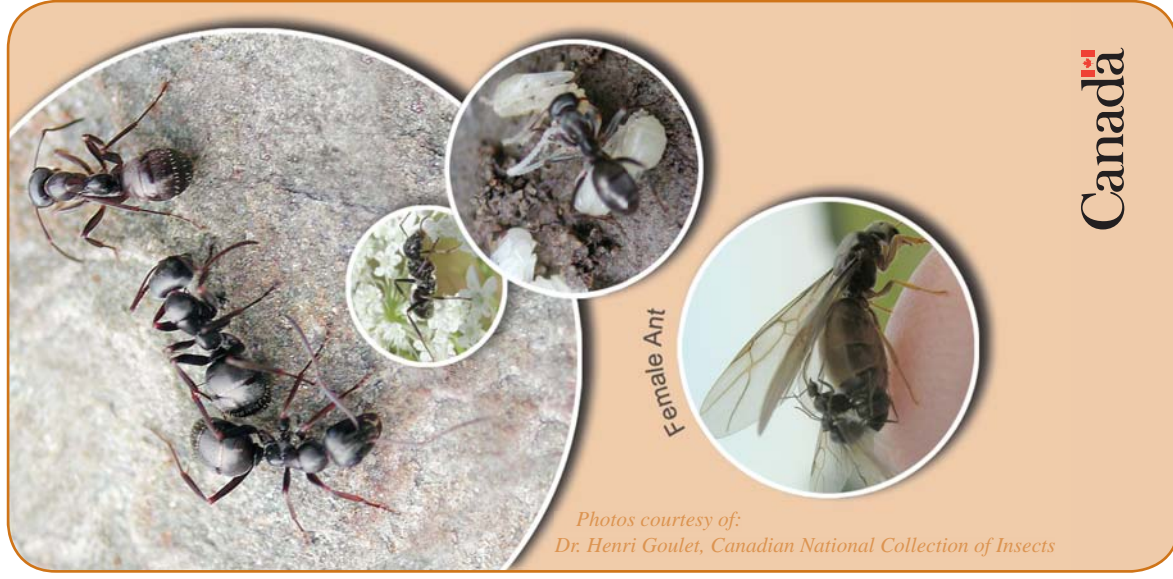 Canada
Female Ant
Photos courtesy of:
Dr. Henri Goulet, Canadian National Collection of Insects